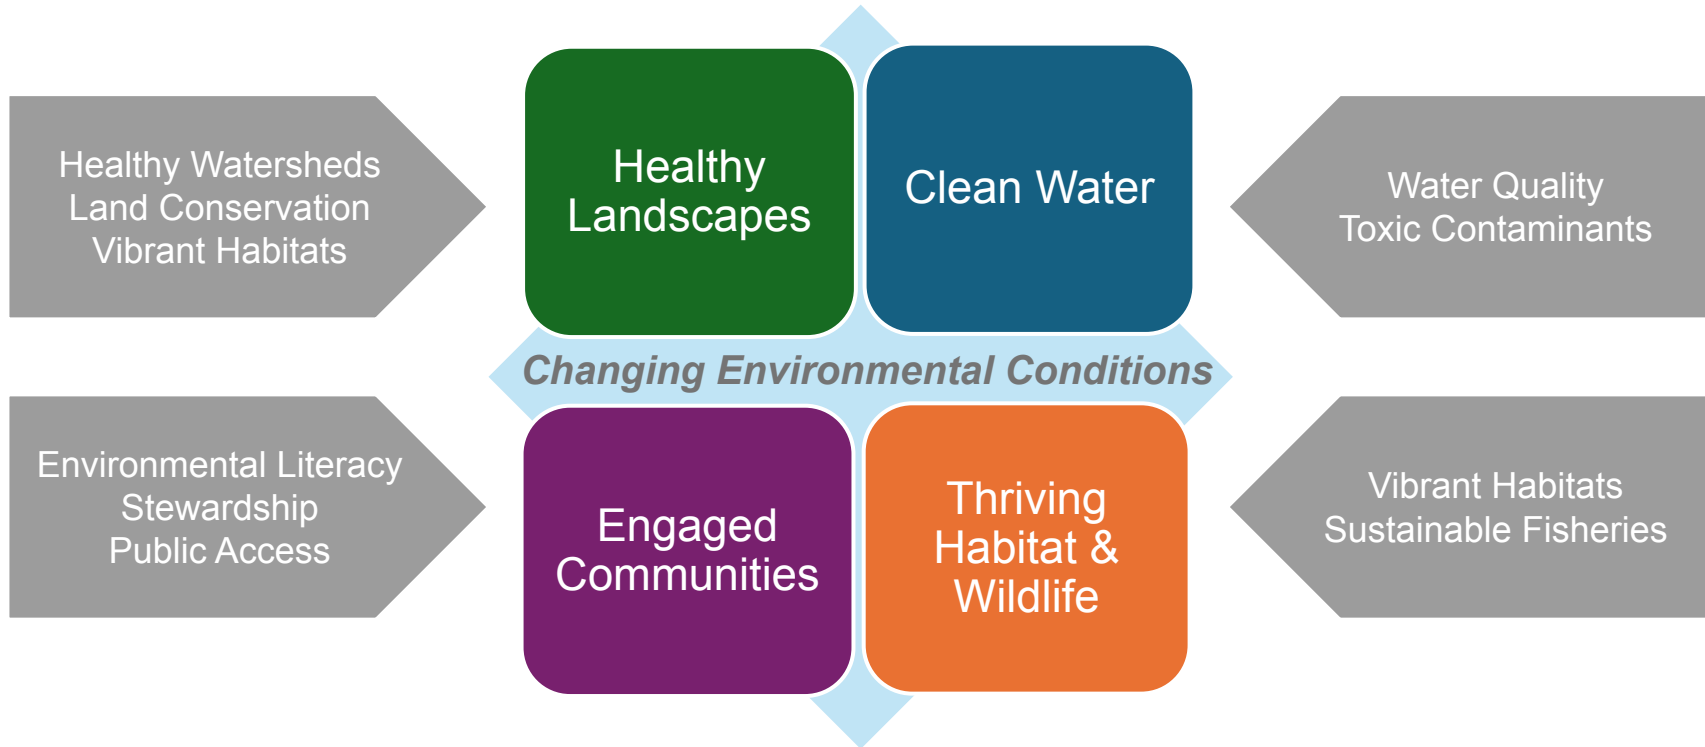 Healthy Watersheds
Land Conservation
Vibrant Habitats
Healthy
Landscapes
Clean Water
Water Quality
Toxic Contaminants
Changing Environmental Conditions
Environmental Literacy
Stewardship
Public Access
Engaged
Communities
Thriving
Habitat &
Wildlife
Vibrant Habitats
Sustainable Fisheries